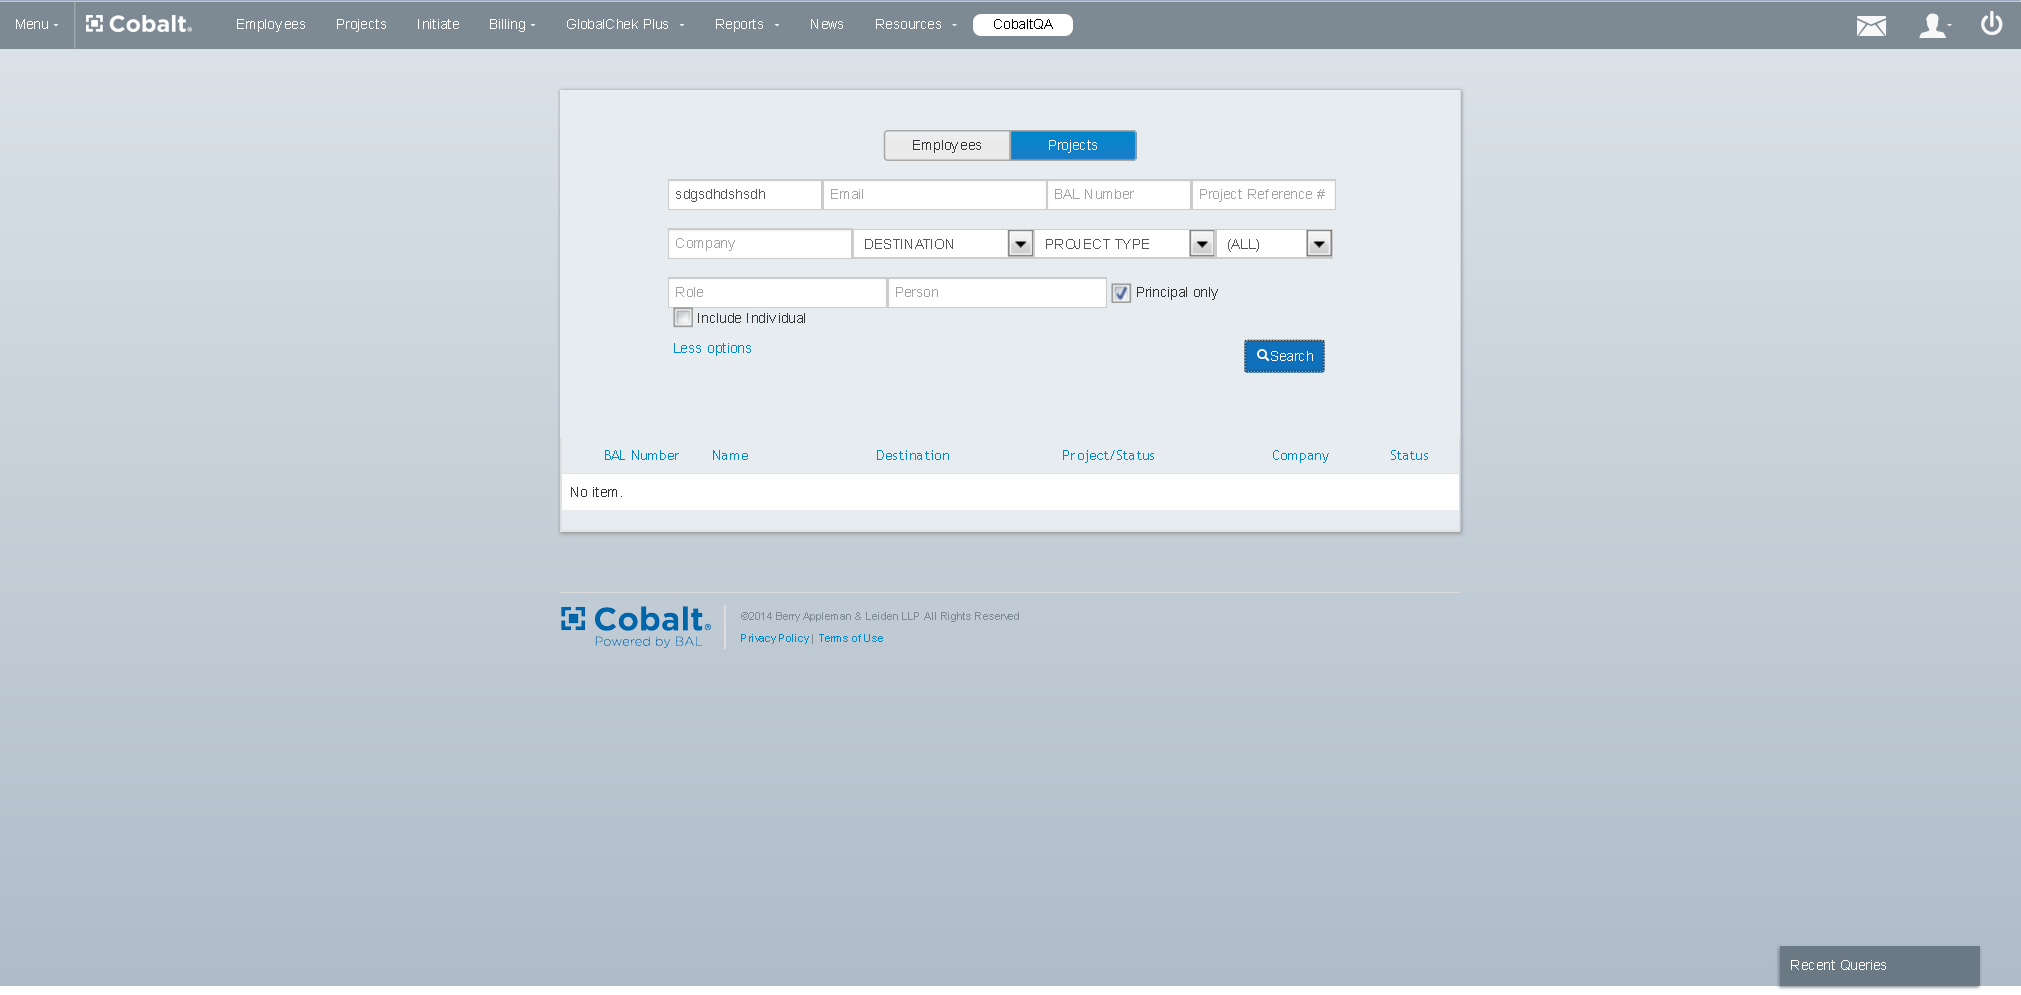 Menu Cobalt. Employees Projects Initiate Billing GlobalChek Plus Reports News Resources CobaltQA
Employees Projects
sdgsdhdshsdh Email BAL Number Project Reference #
Company DESTINATION PROJECT TYPE (ALL)
Role Person Principal only
Include Individual
Less options
Search
BAL Number Name Destination Project/Status Company Status
No item.
Cobalt.®
Powered by BAL
©2014 Berry Appleman & Leiden LLP All Rights Reserved
Privacy Policy | Terms of Use
Recent Queries